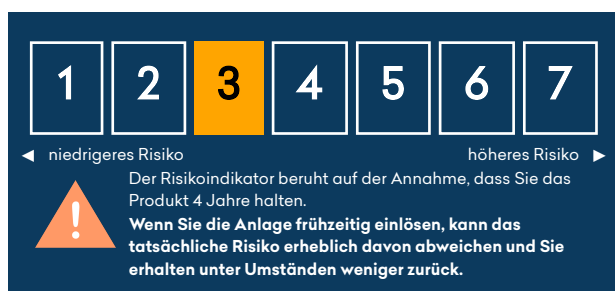 1 2 3 4 5 6 7
◄ niedrigeres Risiko höheres Risiko ►
Der Risikoindikator beruht auf der Annahme, dass Sie das
Produkt 4 Jahre halten.
Wenn Sie die Anlage frühzeitig einlösen, kann das
tatsächliche Risiko erheblich davon abweichen und Sie
erhalten unter Umständen weniger zurück.